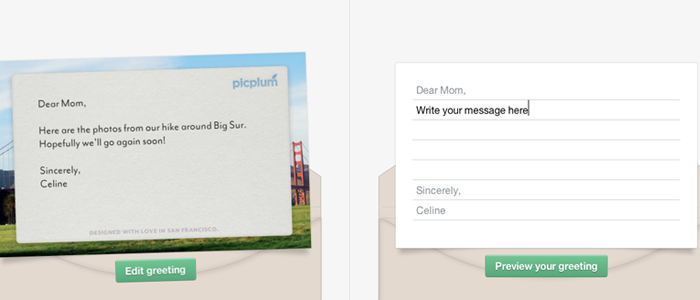 picplum
Dear Mom,
Here are the photos from our hike around Big Sur.
Hopefully we'll go again soon!
Sincerely,
Celine
DESIGNED WITH LOVE IN SAN FRANCISCO.
Edit greeting
Dear Mom,
Write your message here
Sincerely,
Celine
Preview your greeting